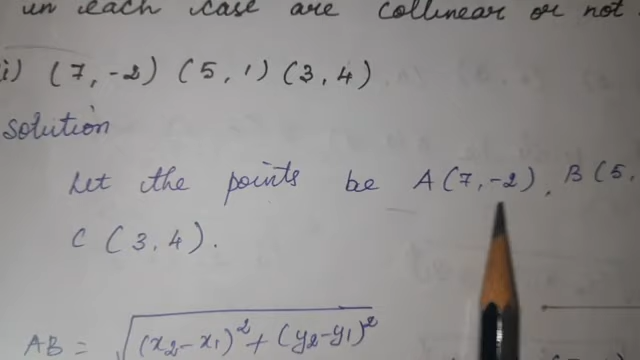 in each case are collinear or not.
i) (7, -2) (5, 1) (3, 4)
Solution
Let the points be A (7, -2), B (5,
C (3, 4).
AB = √(x₂-x₁)² + (y₂-y₁)²